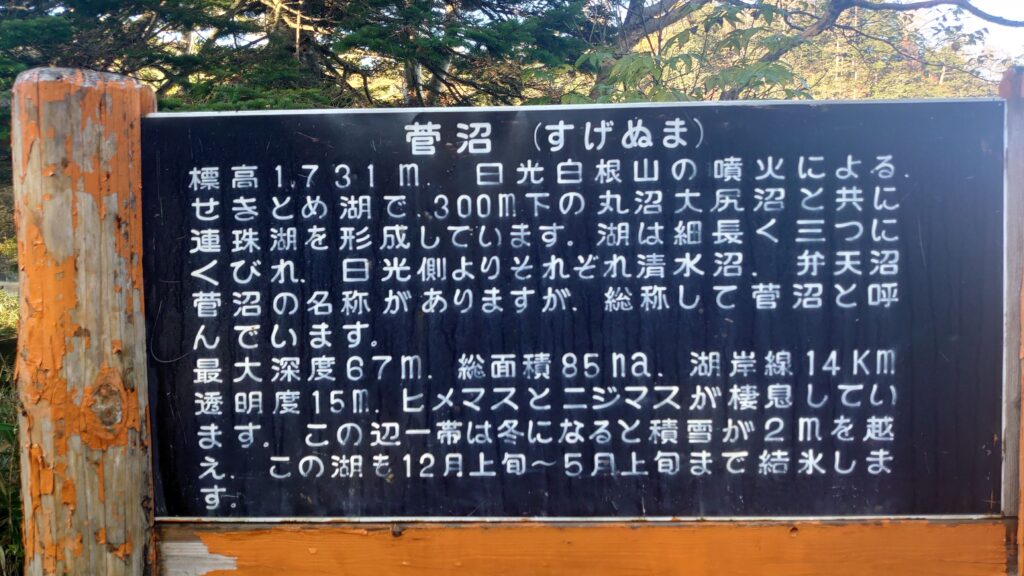 菅沼(すげぬま)
標高1,731m. 日光白根山の噴火による.
せきとめ湖で.300m下の丸沼大尻沼と共に
連珠湖を形成しています.湖は細長く三つに
くびれ.日光側よりそれぞれ清水沼.弁天沼
菅沼の名称がありますが.総称して菅沼と呼
んでいます。
最大深度67m.総面積85ha.湖岸線14Km
透明度15m.ヒメマスとニジマスが棲息してい
ます. この辺一帯は冬になると積雪が2mを越
え. この湖も12月上旬~5月上旬まで結氷しま
す。